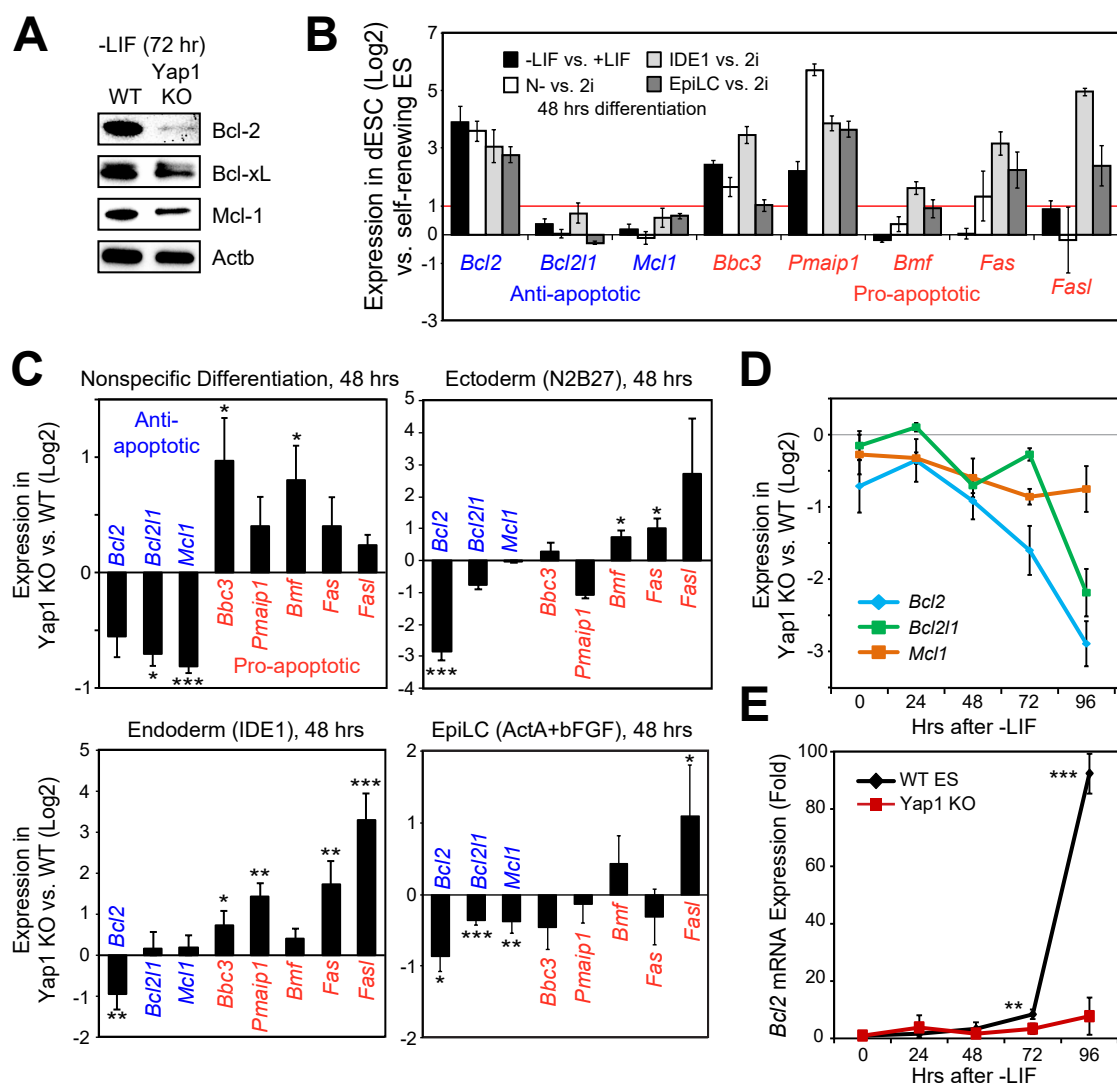 A
-LIF (72 hr)
WT
Yap1
KO
Bcl-2
Bcl-xL
Mcl-1
Actb
B
Expression in dESC (Log2)
vs. self-renewing ES
7
5
3
1
0
-1
-3
-LIF vs. +LIF
IDE1 vs. 2i
N- vs. 2i
EpiLC vs. 2i
48 hrs differentiation
Bcl2
Bcl2l1
Mcl1
Bbc3
Pmaip1
Bmf
Fas
Fasl
Anti-apoptotic
Pro-apoptotic
C
Nonspecific Differentiation, 48 hrs
Expression in
Yap1 KO vs. WT (Log2)
1
0
-1
Anti-
apoptotic
Bcl2
Bcl2l1
Mcl1
Bbc3
Pmaip1
Bmf
Fas
Fasl
Pro-apoptotic
*
***
*
*
Ectoderm (N2B27), 48 hrs
5
4
3
2
1
0
-1
-2
-3
-4
Bcl2
Bcl2l1
Mcl1
Bbc3
Pmaip1
Bmf
Fas
Fasl
***
*
*
Endoderm (IDE1), 48 hrs
Expression in
Yap1 KO vs. WT (Log2)
5
4
3
2
1
0
-1
-2
Bcl2
Bcl2l1
Mcl1
Bbc3
Pmaip1
Bmf
Fas
Fasl
**
*
**
**
***
EpiLC (ActA+bFGF), 48 hrs
2
1
0
-1
-2
Bcl2
Bcl2l1
Mcl1
Bbc3
Pmaip1
Bmf
Fas
Fasl
*
***
**
*
D
Expression in
Yap1 KO vs. WT (Log2)
0
-1
-2
-3
Bcl2
Bcl2l1
Mcl1
0
24
48
72
96
Hrs after -LIF
E
Bcl2 mRNA Expression (Fold)
100
80
60
40
20
0
WT ES
Yap1 KO
***
**
0
24
48
72
96
Hrs after -LIF